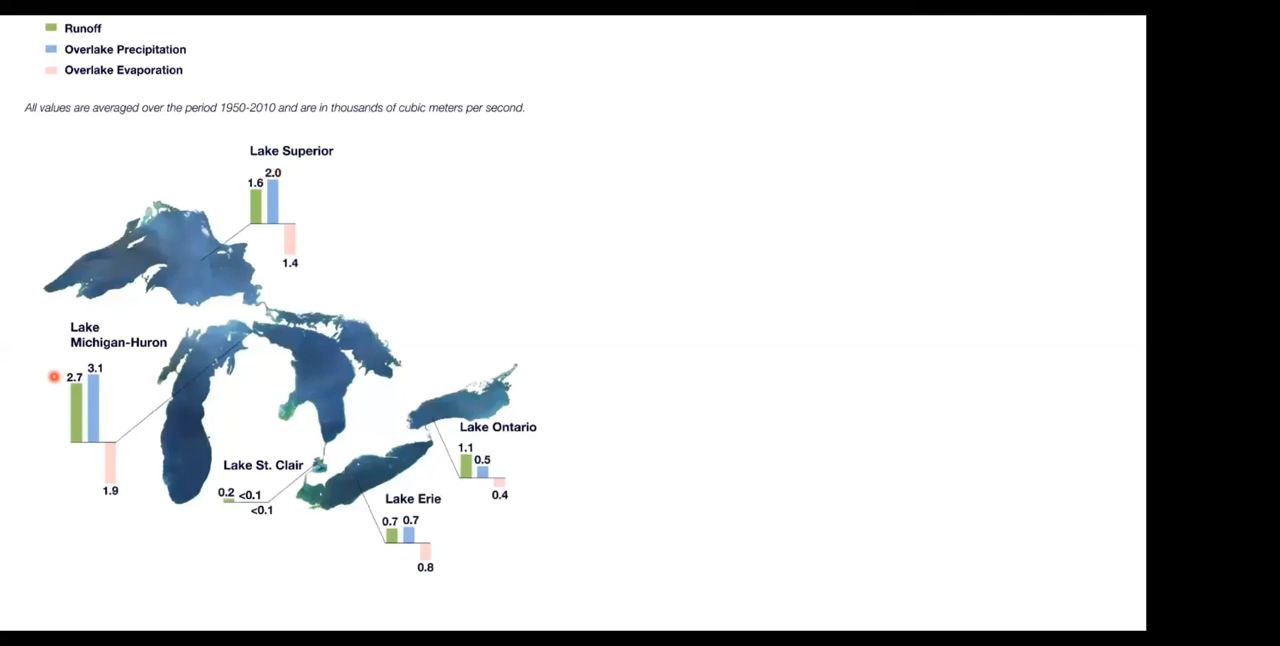 Runoff
Overlake Precipitation
Overlake Evaporation
All values are averaged over the period 1950-2010 and are in thousands of cubic meters per second.
Lake Superior
1.6
2.0
1.4
Lake
Michigan-Huron
2.7
3.1
1.9
Lake St. Clair
0.2
<0.1
<0.1
Lake Ontario
1.1
0.5
0.4
Lake Erie
0.7
0.7
0.8